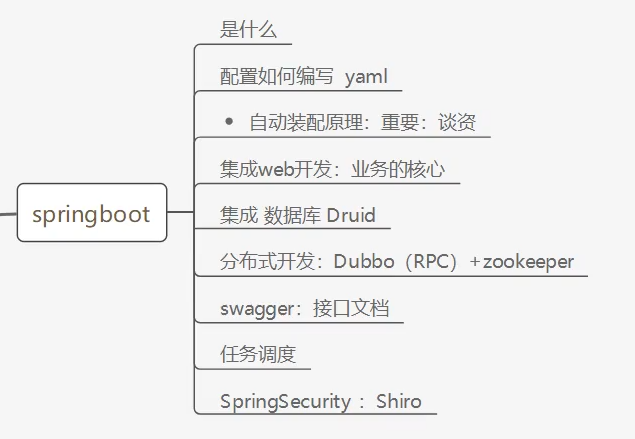 是什么
配置如何编写 yaml
• 自动装配原理：重要：谈资
集成web开发：业务的核心
springboot
集成 数据库 Druid
分布式开发：Dubbo（RPC）+zookeeper
swagger：接口文档
任务调度
SpringSecurity ：Shiro